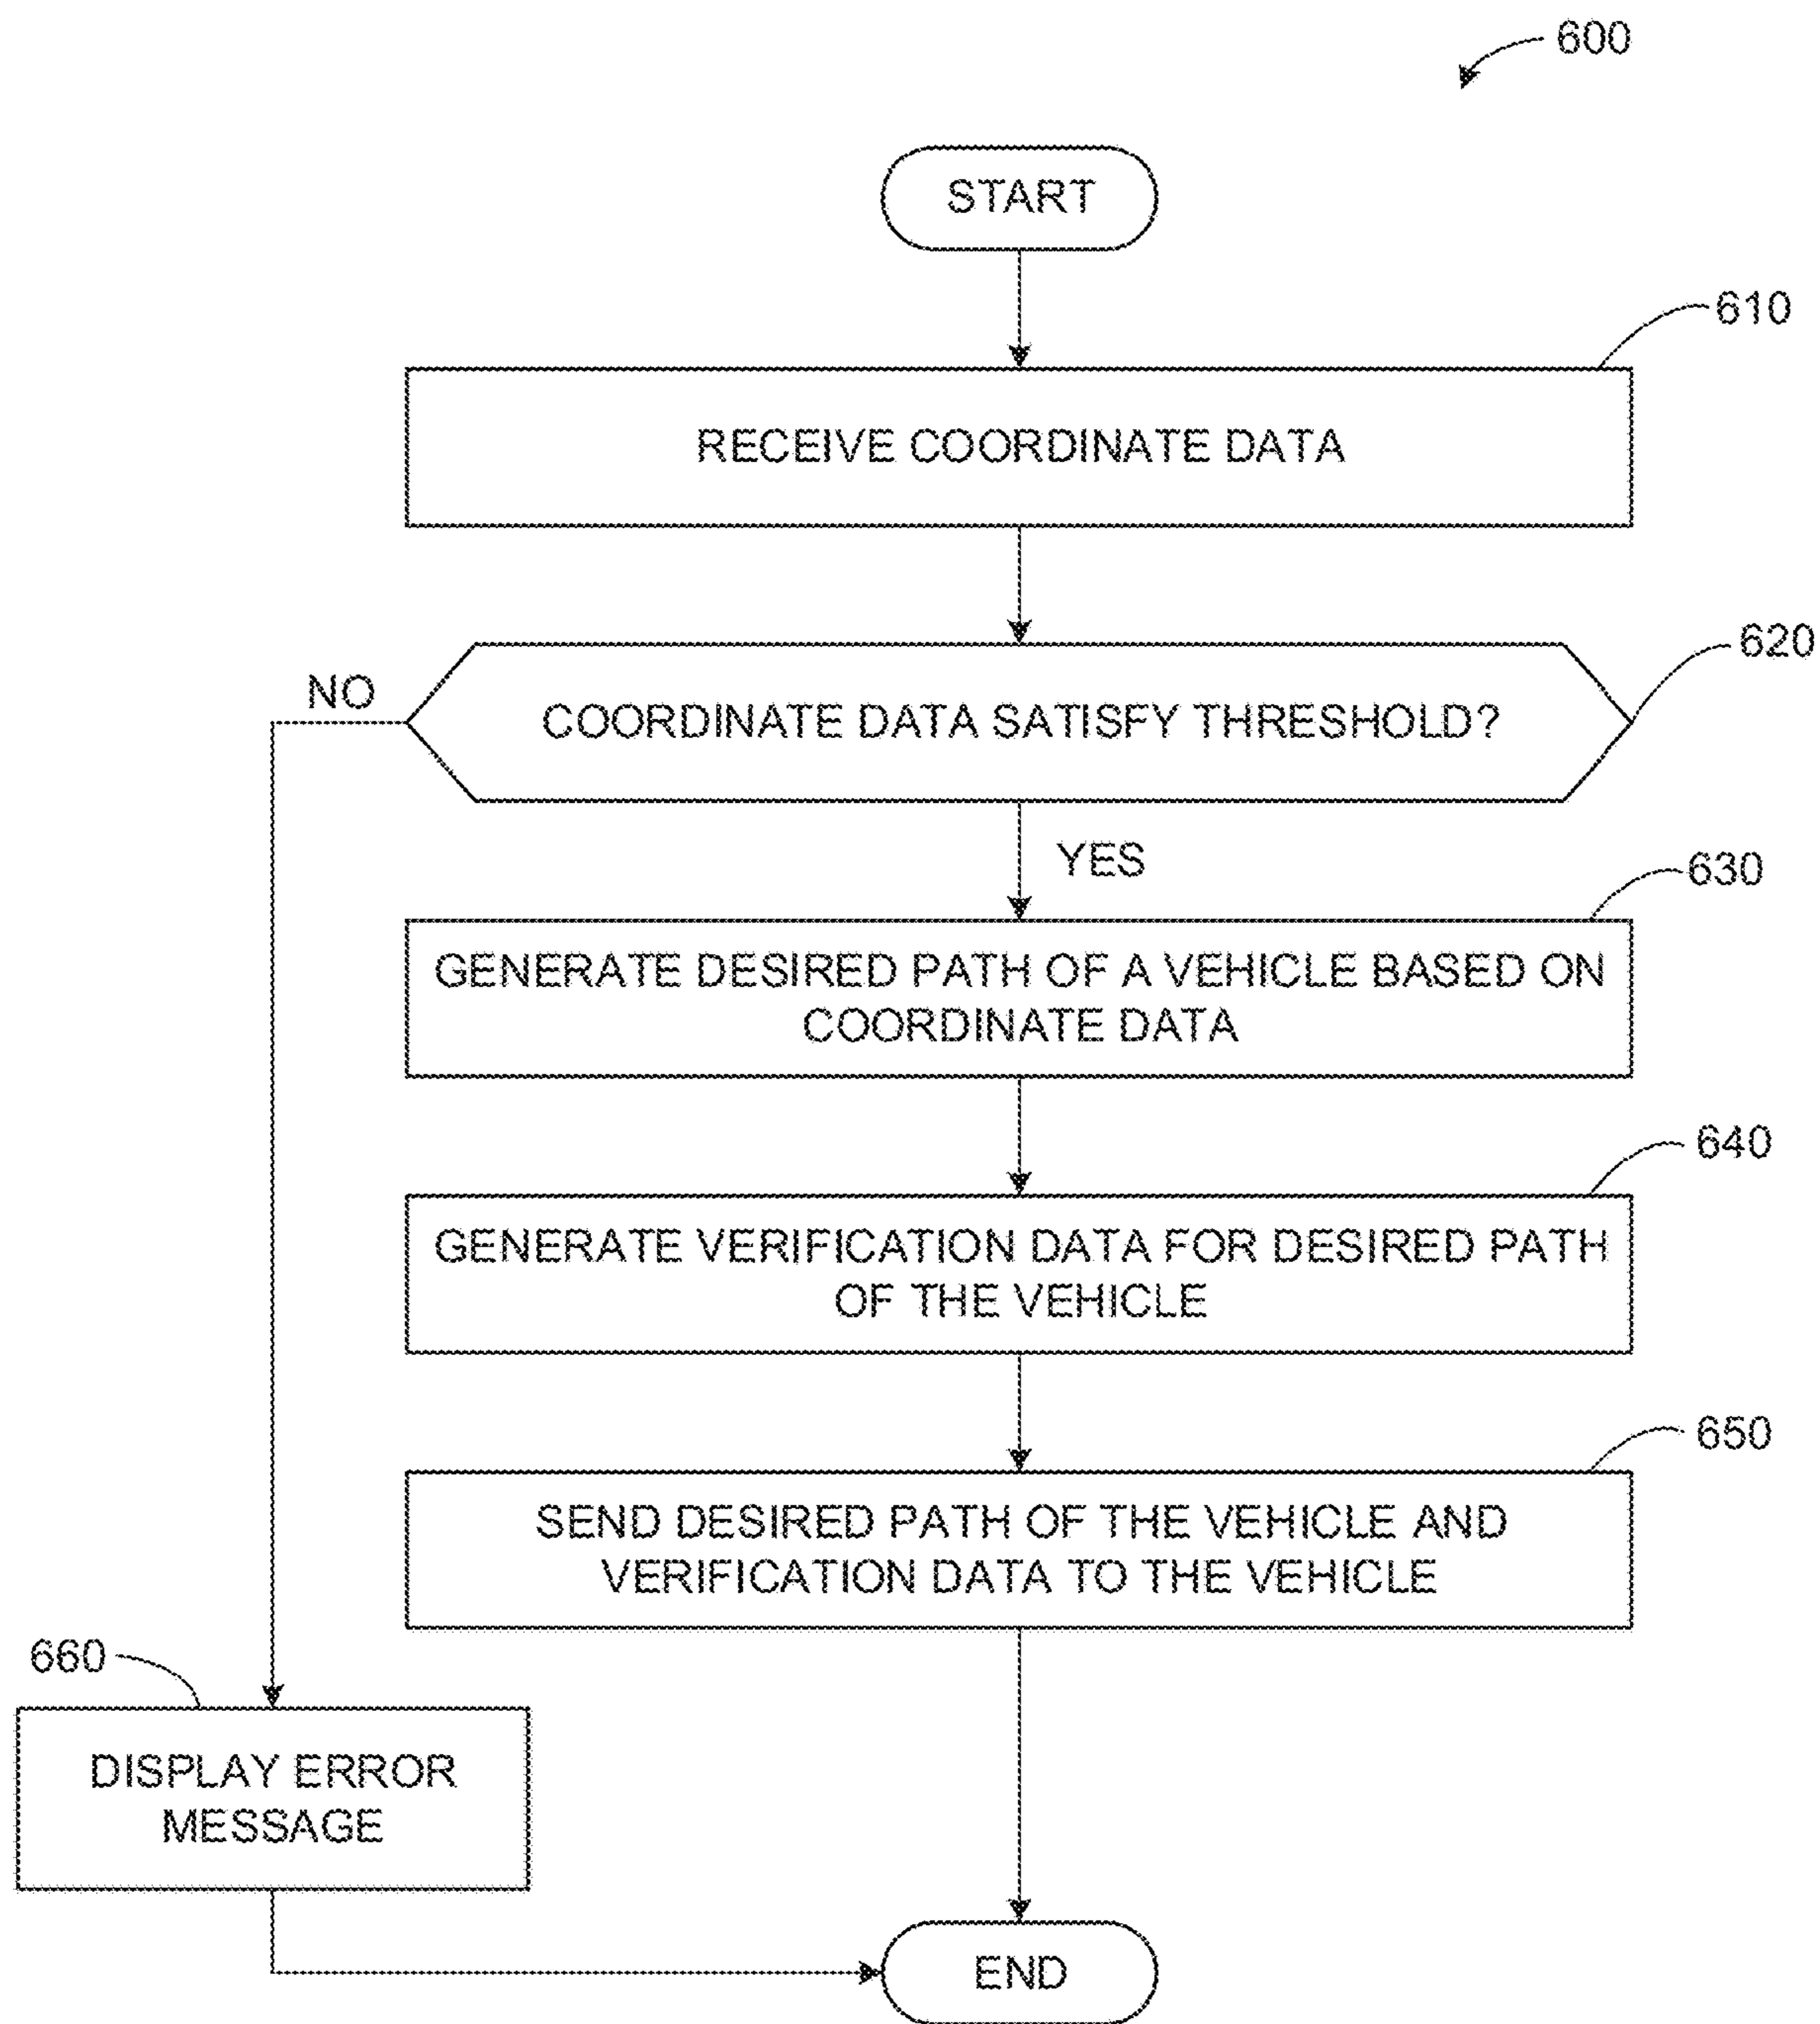 600
START
610
RECEIVE COORDINATE DATA
620
NO
COORDINATE DATA SATISFY THRESHOLD?
YES
630
GENERATE DESIRED PATH OF A VEHICLE BASED ON
COORDINATE DATA
640
GENERATE VERIFICATION DATA FOR DESIRED PATH
OF THE VEHICLE
650
SEND DESIRED PATH OF THE VEHICLE AND
VERIFICATION DATA TO THE VEHICLE
660
DISPLAY ERROR
MESSAGE
END